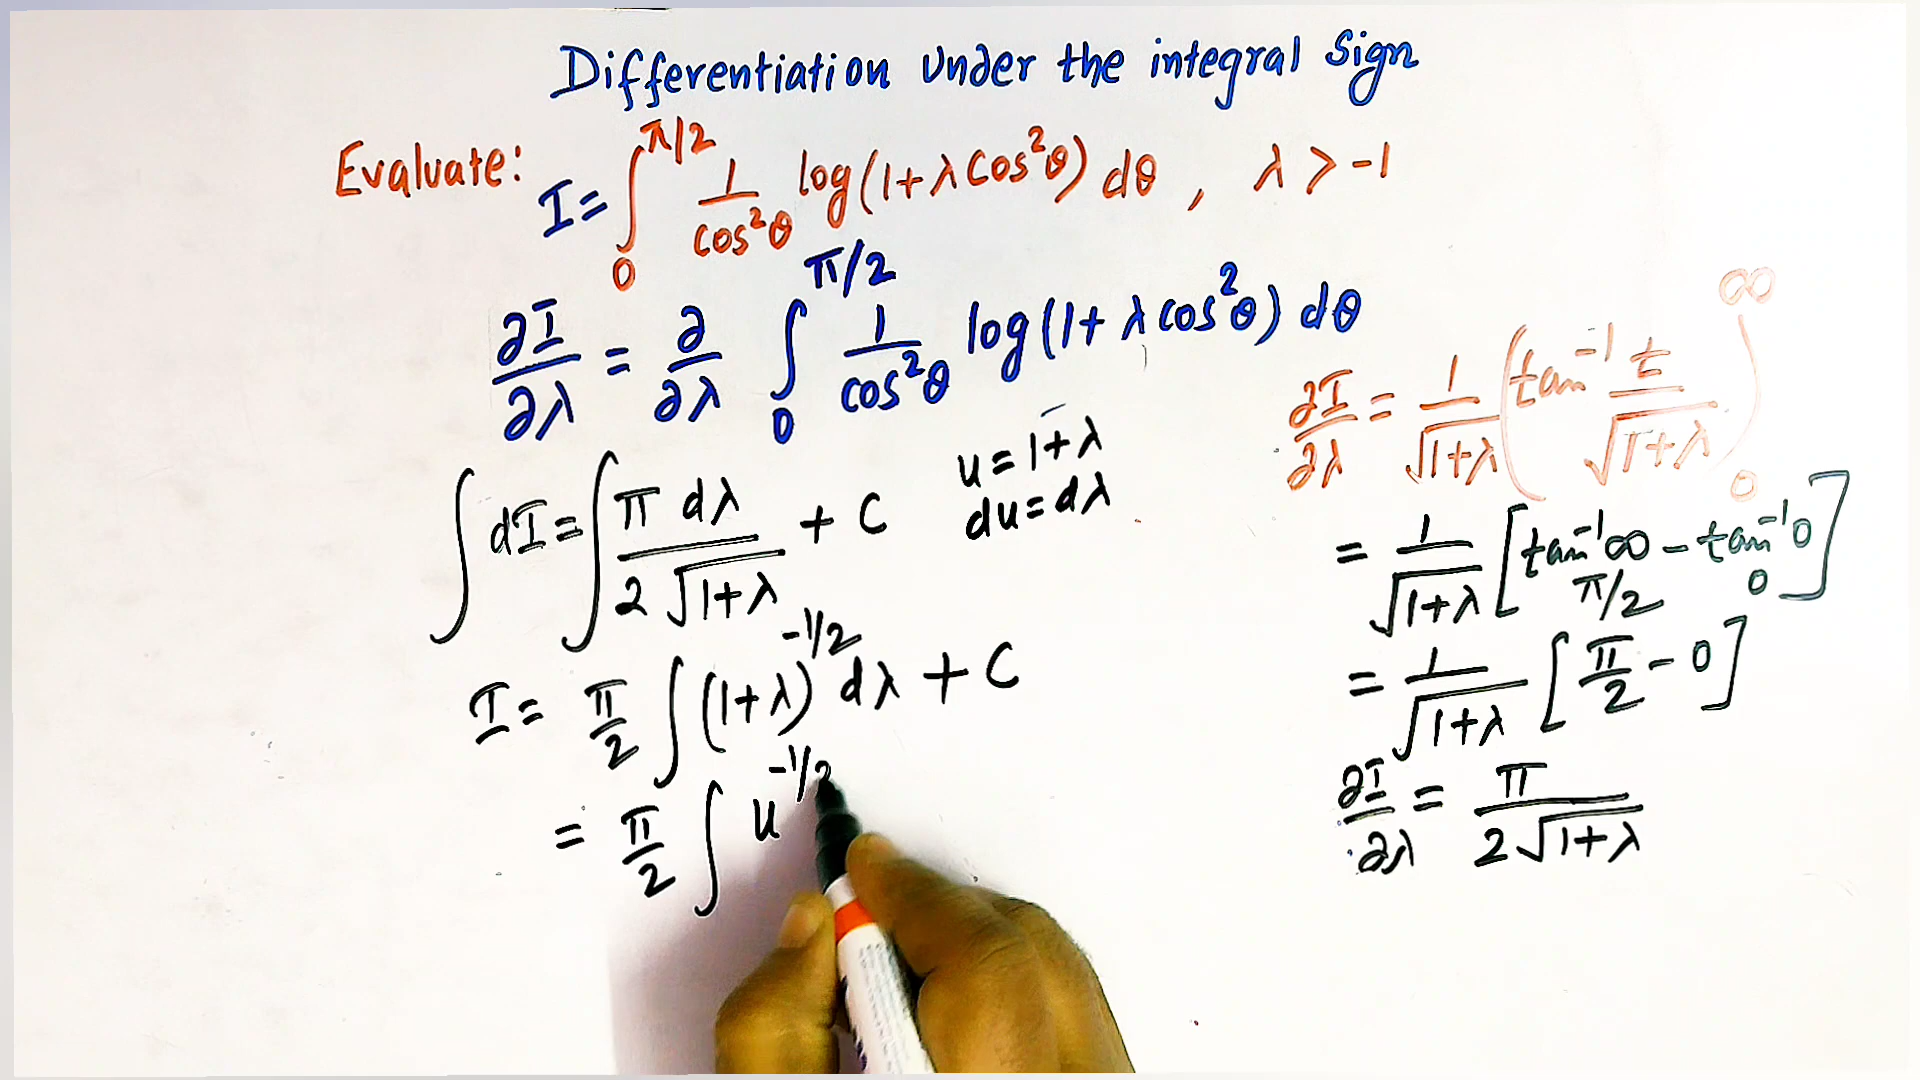 Differentiation under the integral sign
Evaluate: I = ∫₀^{π/2} 1/cos²θ log(1+λ cos²θ) dθ , λ > -1
∂I/∂λ = ∂/∂λ ∫₀^{π/2} 1/cos²θ log(1+λ cos²θ) dθ
∫ dI = ∫ π dλ / 2√(1+λ) + C
u = 1+λ
du = dλ
I = π/2 ∫ (1+λ)^{-1/2} dλ + C
= π/2 ∫ u^{-1/2}
∂I/∂λ = 1/√(1+λ) (tan⁻¹ t/√(1+λ))₀^∞
= 1/√(1+λ) [tan⁻¹∞ - tan⁻¹0]
π/2 0
= 1/√(1+λ) [π/2 - 0]
∂I/∂λ = π / 2√(1+λ)